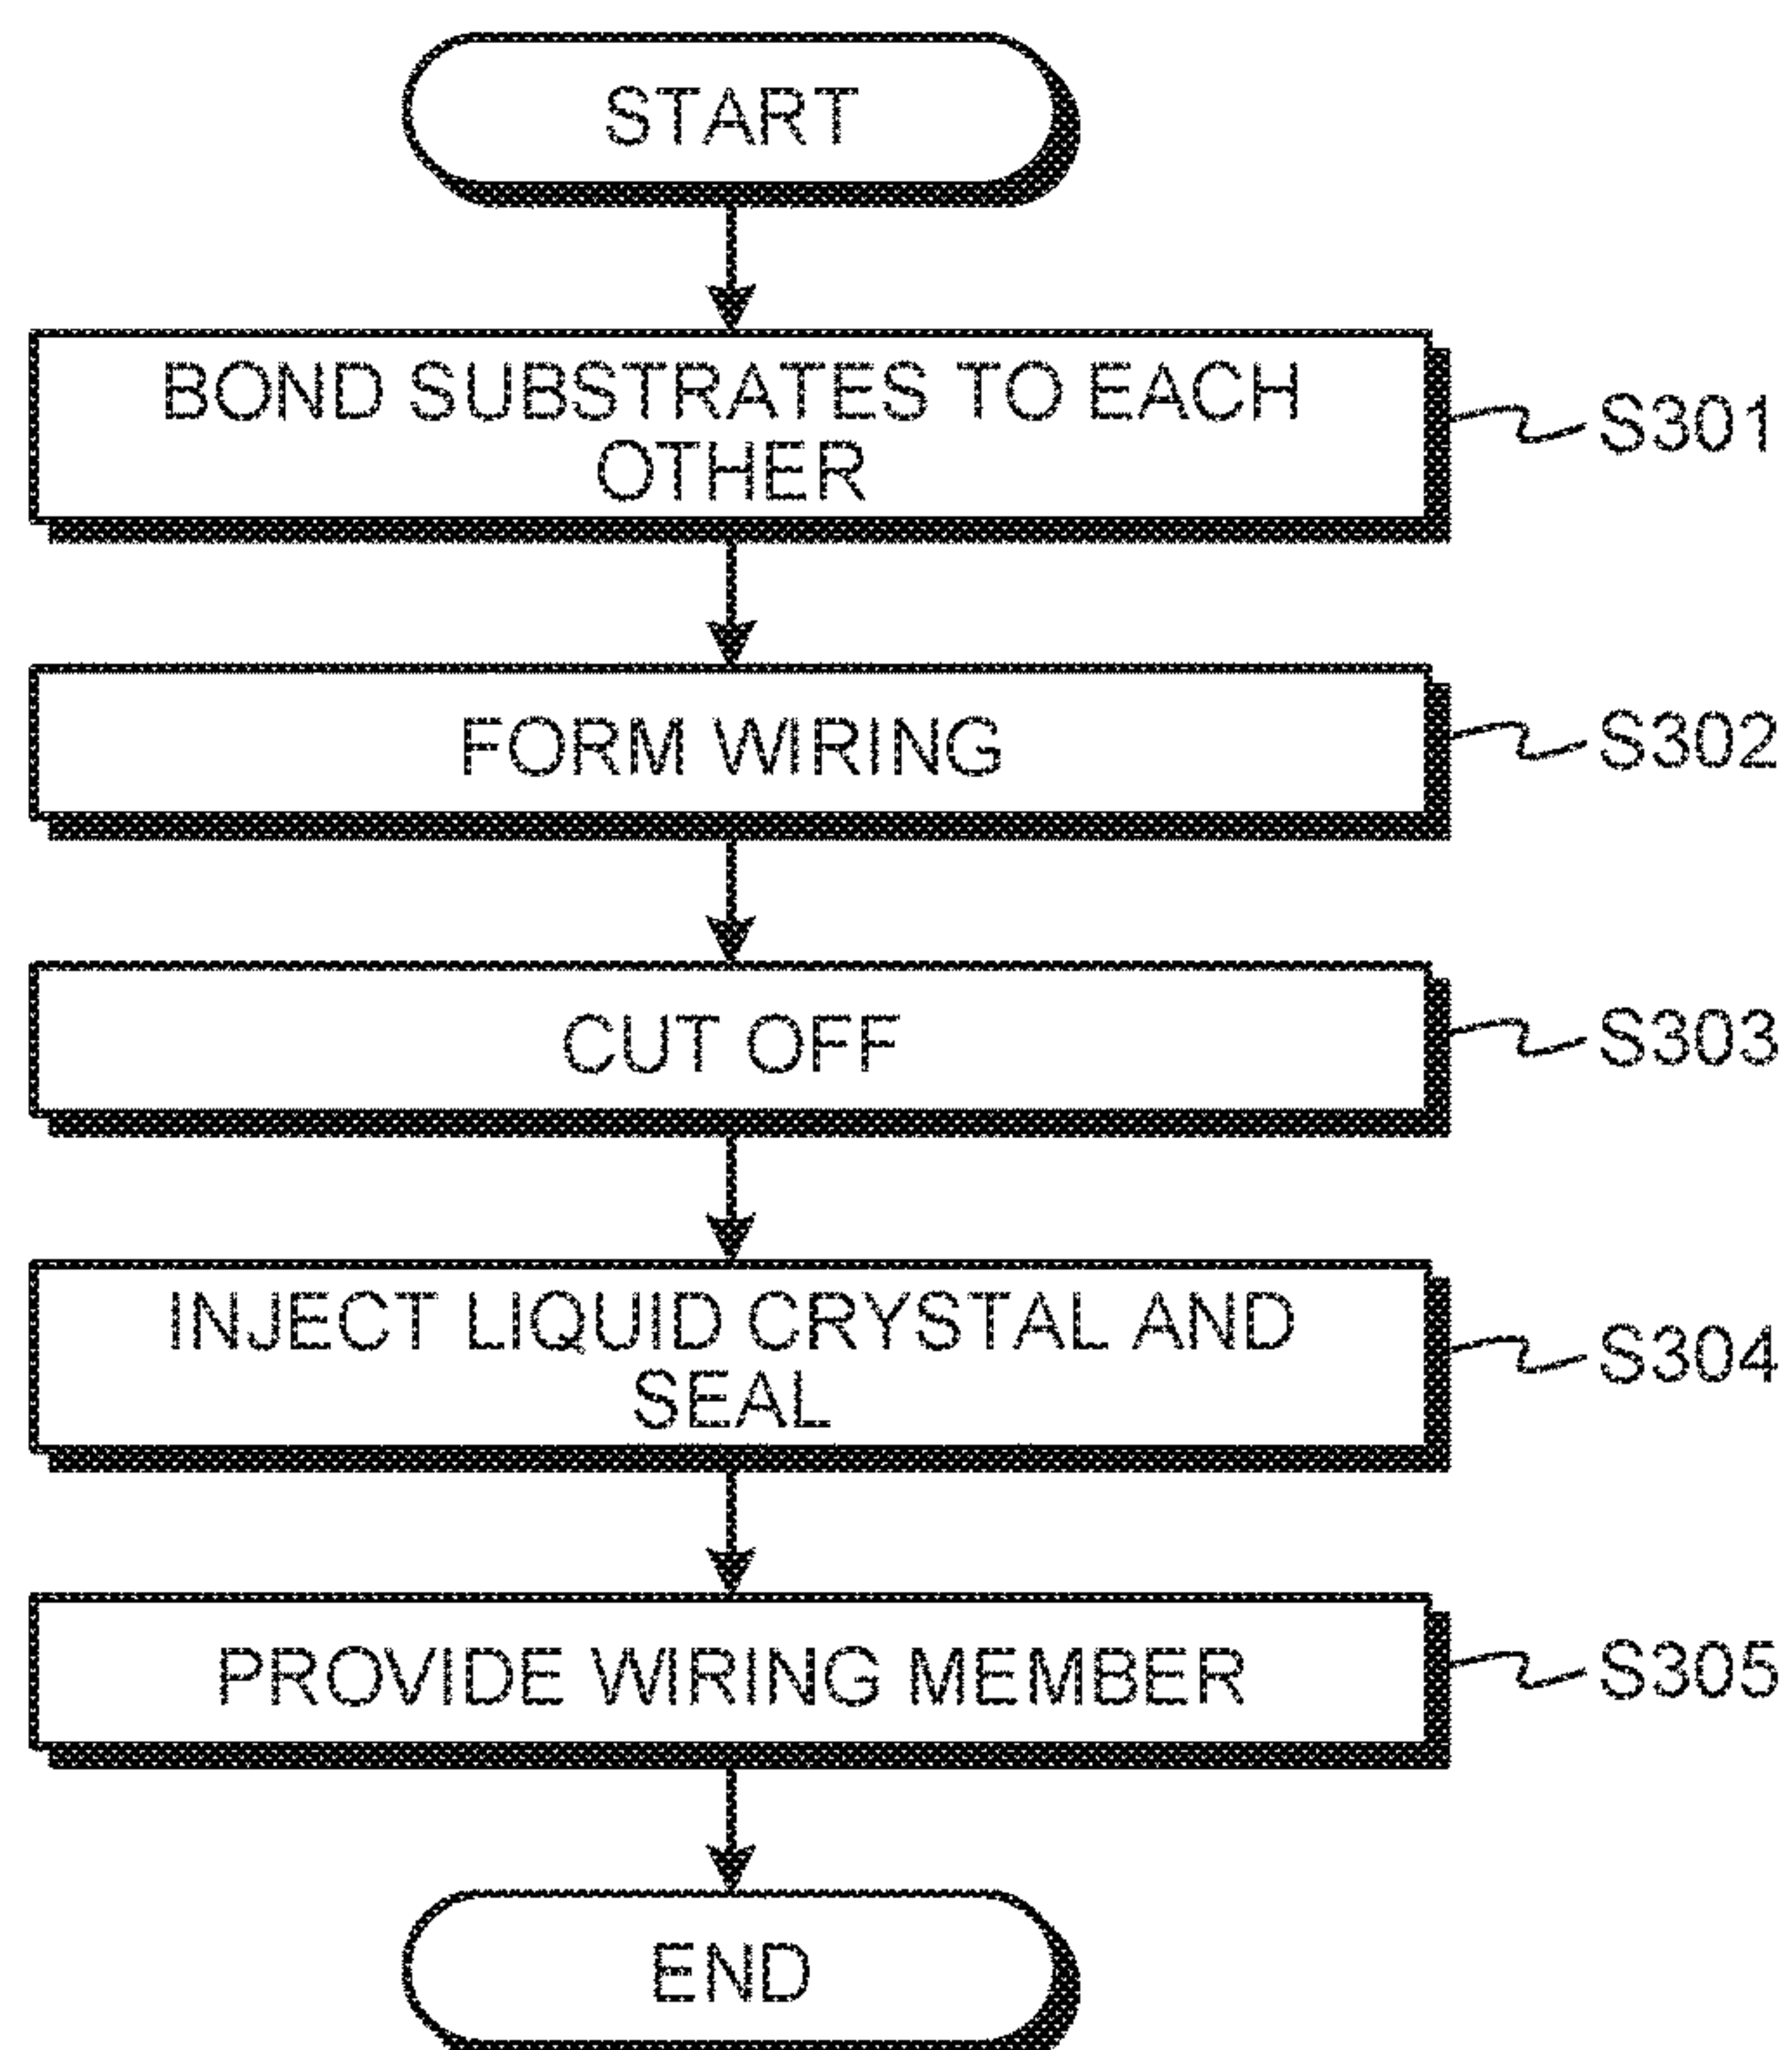 START
BOND SUBSTRATES TO EACH
OTHER
S301
FORM WIRING
S302
CUT OFF
S303
INJECT LIQUID CRYSTAL AND
SEAL
S304
PROVIDE WIRING MEMBER
S305
END